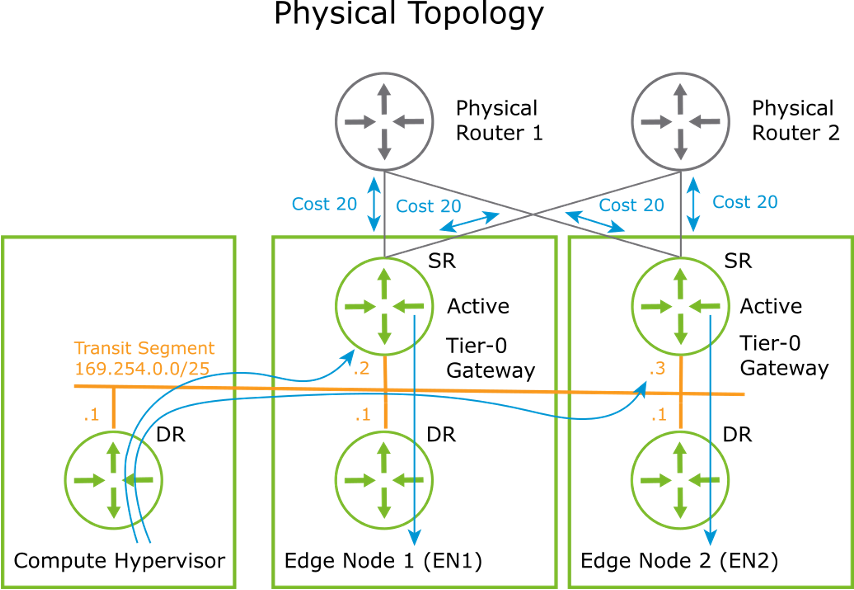 Physical Topology
Physical
Router 1
Physical
Router 2
Cost 20
Cost 20
Cost 20
Cost 20
SR
SR
Active
Active
Transit Segment
169.254.0.0/25
Tier-0
Gateway
Tier-0
Gateway
.2
.3
.1
.1
.1
DR
DR
DR
Compute Hypervisor
Edge Node 1 (EN1)
Edge Node 2 (EN2)